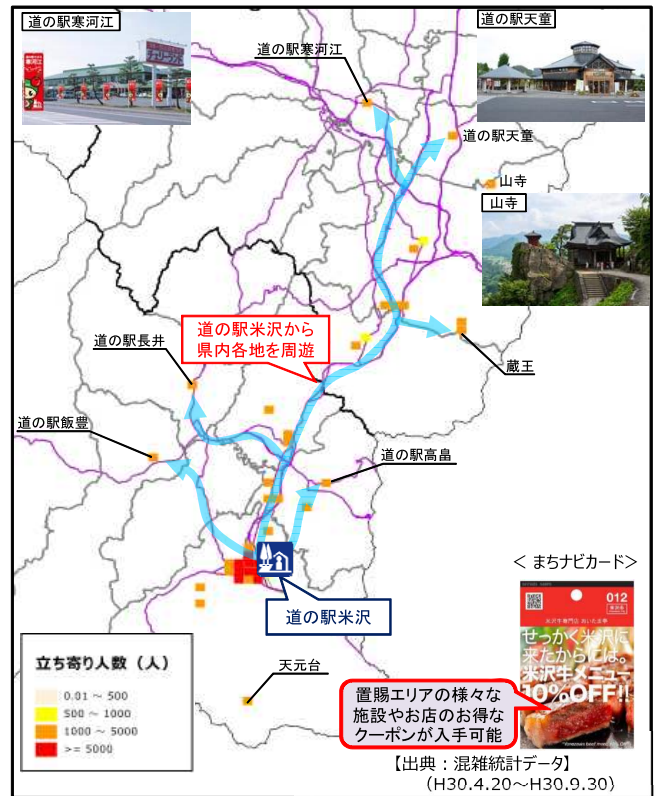 道の駅寒河江
道の駅天童
道の駅寒河江
道の駅天童
山寺
山寺
道の駅米沢から
県内各地を周遊
道の駅長井
蔵王
道の駅飯豊
道の駅高畠
道の駅米沢
天元台
立ち寄り人数（人）
0.01 ～ 500
500 ～ 1000
1000 ～ 5000
>= 5000
＜ まちナビカード＞
012
せっかく米沢に
来たからには。
米沢牛メニュー
10%OFF!!
置賜エリアの様々な
施設やお店のお得な
クーポンが入手可能
【出典：混雑統計データ】
（H30.4.20～H30.9.30）